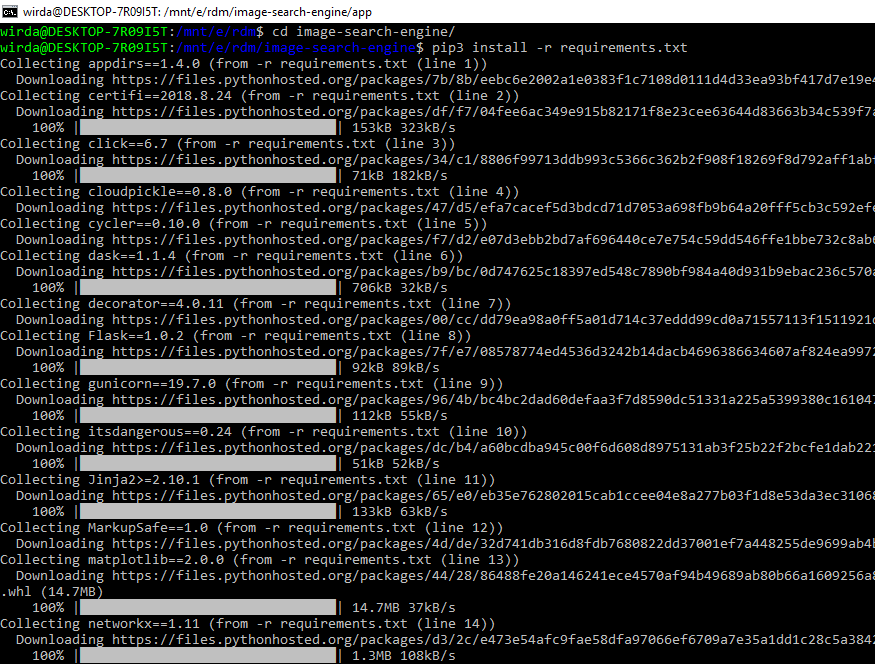 wirda@DESKTOP-7R09I5T: /mnt/e/rdm/image-search-engine/app
wirda@DESKTOP-7R09I5T:/mnt/e/rdm$ cd image-search-engine/
wirda@DESKTOP-7R09I5T:/mnt/e/rdm/image-search-engine$ pip3 install -r requirements.txt
Collecting appdirs==1.4.0 (from -r requirements.txt (line 1))
Downloading https://files.pythonhosted.org/packages/7b/8b/eebc6e2002a1e0383f1c7108d0111d4d33ea93bf417d7e19e4
Collecting certifi==2018.8.24 (from -r requirements.txt (line 2))
Downloading https://files.pythonhosted.org/packages/df/f7/04fee6ac349e915b82171f8e23cee63644d83663b34c539f7a
100% | | 153kB 323kB/s
Collecting click==6.7 (from -r requirements.txt (line 3))
Downloading https://files.pythonhosted.org/packages/34/c1/8806f99713ddb993c5366c362b2f908f18269f8d792aff1abf
100% | | 71kB 182kB/s
Collecting cloudpickle==0.8.0 (from -r requirements.txt (line 4))
Downloading https://files.pythonhosted.org/packages/47/d5/efa7cacef5d3bdcd71d7053a698fb9b64a20fff5cb3c592efe
Collecting cycler==0.10.0 (from -r requirements.txt (line 5))
Downloading https://files.pythonhosted.org/packages/f7/d2/e07d3ebb2bd7af696440ce7e754c59dd546ffe1bbe732c8ab6
Collecting dask==1.1.4 (from -r requirements.txt (line 6))
Downloading https://files.pythonhosted.org/packages/b9/bc/0d747625c18397ed548c7890bf984a40d931b9ebac236c570a
100% | | 706kB 32kB/s
Collecting decorator==4.0.11 (from -r requirements.txt (line 7))
Downloading https://files.pythonhosted.org/packages/00/cc/dd79ea98a0ff5a01d714c37eddd99cd0a71557113f1511921c
Collecting Flask==1.0.2 (from -r requirements.txt (line 8))
Downloading https://files.pythonhosted.org/packages/7f/e7/08578774ed4536d3242b14dacb4696386634607af824ea9972
100% | | 92kB 89kB/s
Collecting gunicorn==19.7.0 (from -r requirements.txt (line 9))
Downloading https://files.pythonhosted.org/packages/96/4b/bc4bc2dad60defaa3f7d8590dc51331a225a5399380c161047
100% | | 112kB 55kB/s
Collecting itsdangerous==0.24 (from -r requirements.txt (line 10))
Downloading https://files.pythonhosted.org/packages/dc/b4/a60bcdba945c00f6d608d8975131ab3f25b22f2bcfe1dab221
100% | | 51kB 52kB/s
Collecting Jinja2>=2.10.1 (from -r requirements.txt (line 11))
Downloading https://files.pythonhosted.org/packages/65/e0/eb35e762802015cab1ccee04e8a277b03f1d8e53da3ec31068
100% | | 133kB 63kB/s
Collecting MarkupSafe==1.0 (from -r requirements.txt (line 12))
Downloading https://files.pythonhosted.org/packages/4d/de/32d741db316d8fdb7680822dd37001ef7a448255de9699ab4b
Collecting matplotlib==2.0.0 (from -r requirements.txt (line 13))
Downloading https://files.pythonhosted.org/packages/44/28/86488fe20a146241ece4570af94b49689ab80b66a1609256a8
.whl (14.7MB)
100% | | 14.7MB 37kB/s
Collecting networkx==1.11 (from -r requirements.txt (line 14))
Downloading https://files.pythonhosted.org/packages/d3/2c/e473e54afc9fae58dfa97066ef6709a7e35a1dd1c28c5a3842
100% | | 1.3MB 108kB/s